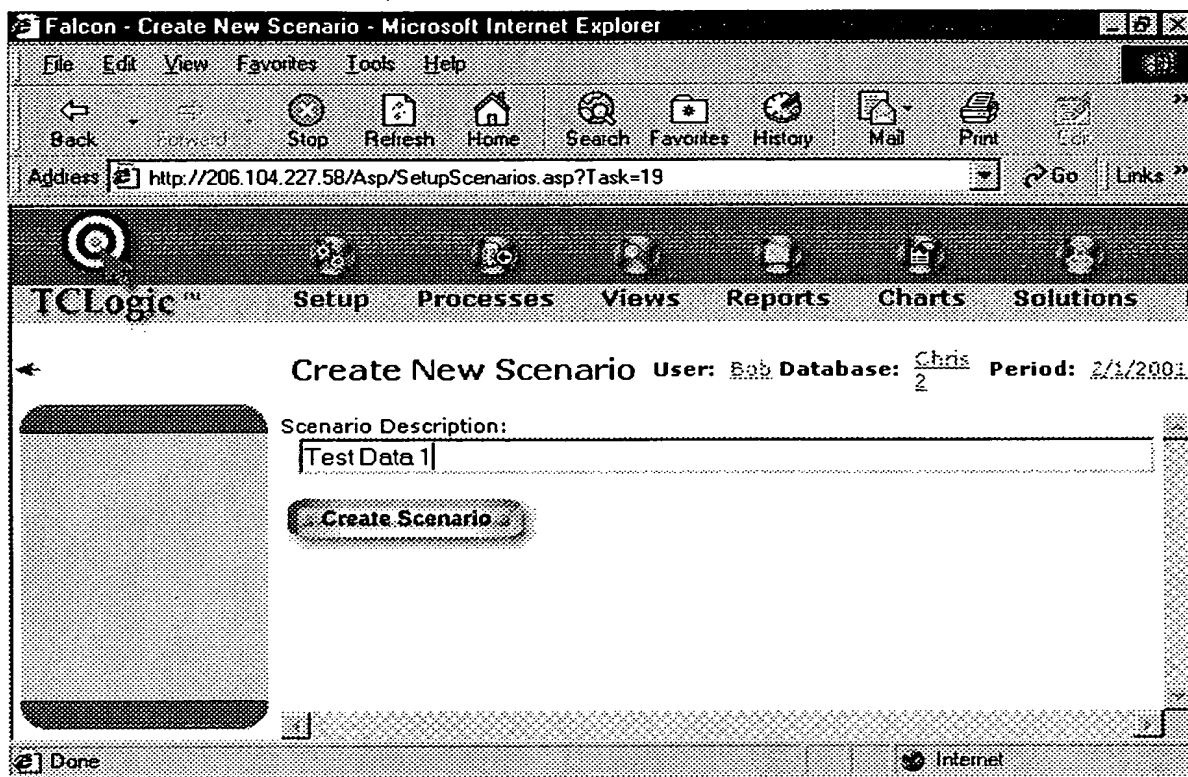 Falcon - Create New Scenario - Microsoft Internet Explorer
File Edit View Favorites Tools Help
Back Forward Stop Refresh Home Search Favorites History Mail Print Edit
Address http://206.104.227.58/Asp/SetupScenarios.asp?Task=19 Go Links »
TCLogic™ Setup Processes Views Reports Charts Solutions
Create New Scenario User: Bob Database: Chris 2 Period: 2/1/2001
Scenario Description:
Test Data 1
Create Scenario
Done Internet